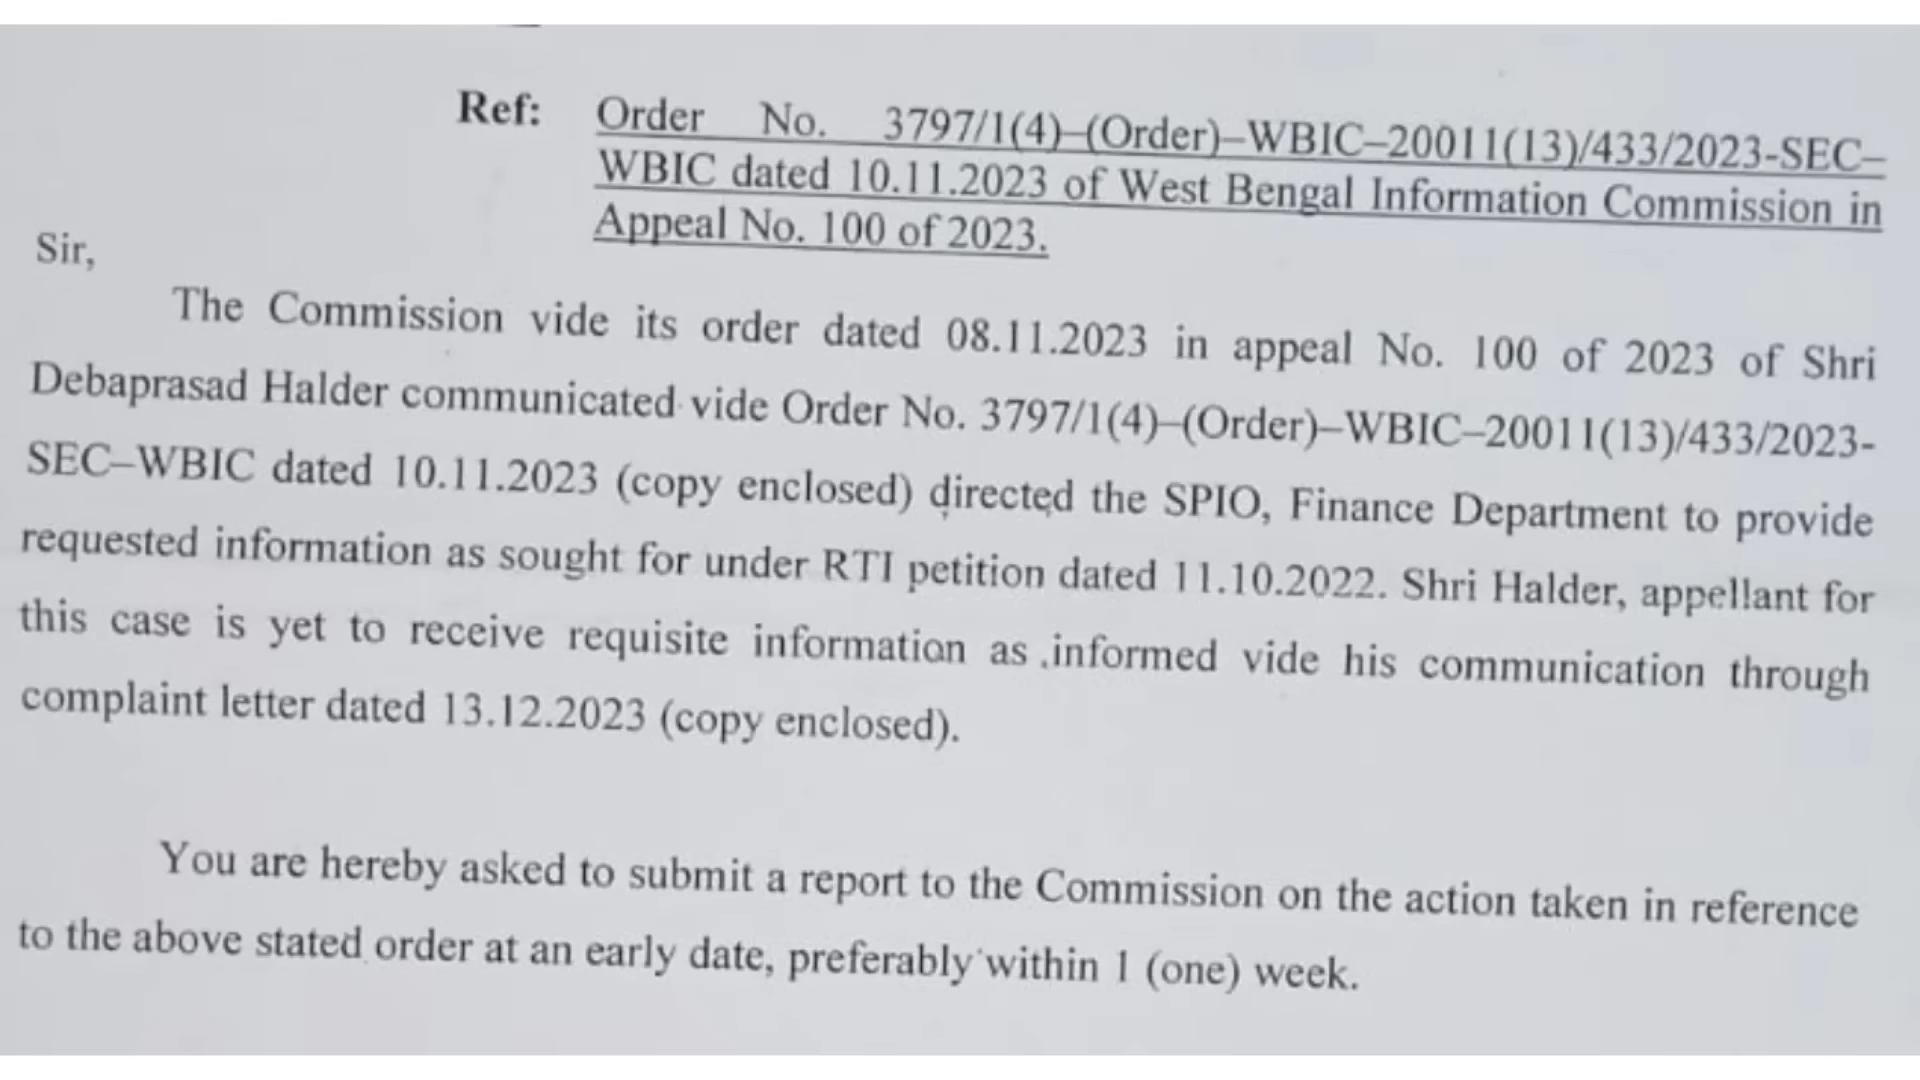 Ref: Order No. 3797/1(4)–(Order)–WBIC–20011(13)/433/2023-SEC–
WBIC dated 10.11.2023 of West Bengal Information Commission in
Appeal No. 100 of 2023.
Sir,
The Commission vide its order dated 08.11.2023 in appeal No. 100 of 2023 of Shri
Debaprasad Halder communicated vide Order No. 3797/1(4)–(Order)–WBIC–20011(13)/433/2023-
SEC–WBIC dated 10.11.2023 (copy enclosed) directed the SPIO, Finance Department to provide
requested information as sought for under RTI petition dated 11.10.2022. Shri Halder, appellant for
this case is yet to receive requisite information as informed vide his communication through
complaint letter dated 13.12.2023 (copy enclosed).
You are hereby asked to submit a report to the Commission on the action taken in reference
to the above stated order at an early date, preferably within 1 (one) week.